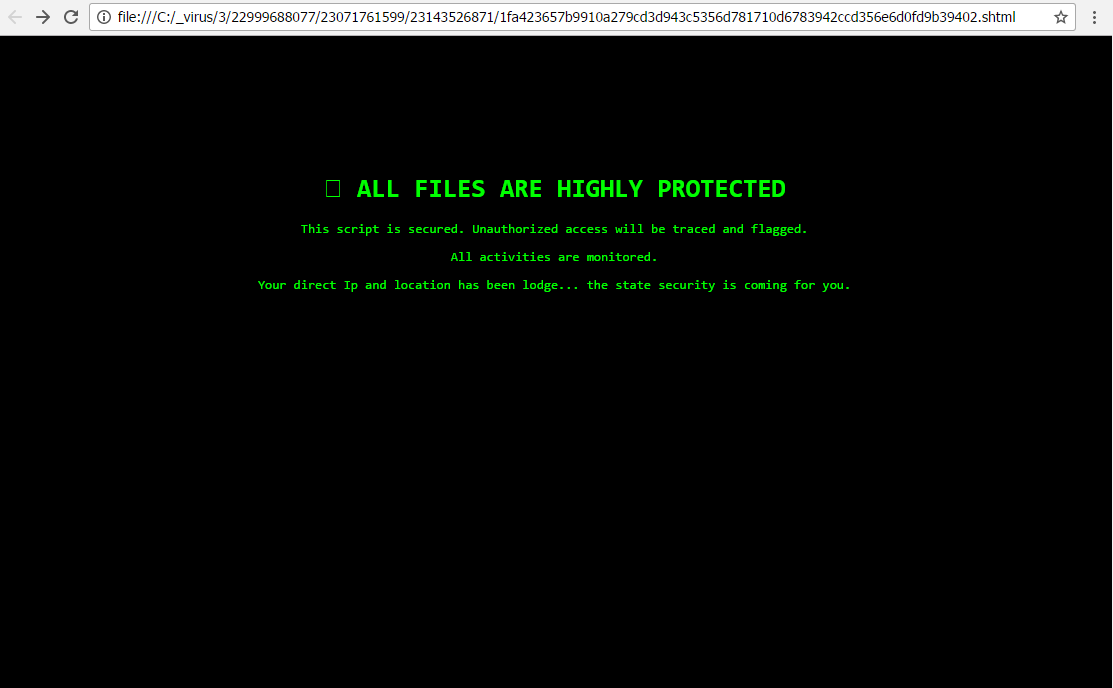 file:///C:/_virus/3/22999688077/23071761599/23143526871/1fa423657b9910a279cd3d943c5356d781710d6783942ccd356e6d0fd9b39402.shtml
ALL FILES ARE HIGHLY PROTECTED
This script is secured. Unauthorized access will be traced and flagged.
All activities are monitored.
Your direct Ip and location has been lodge... the state security is coming for you.